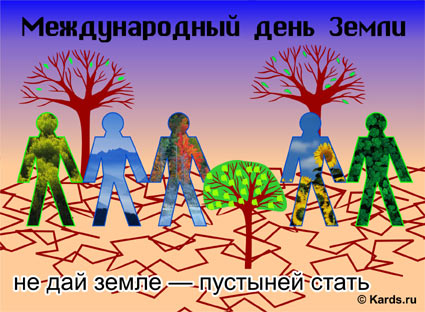 Международный день Земли
не дай земле — пустыней стать
© Kards.ru